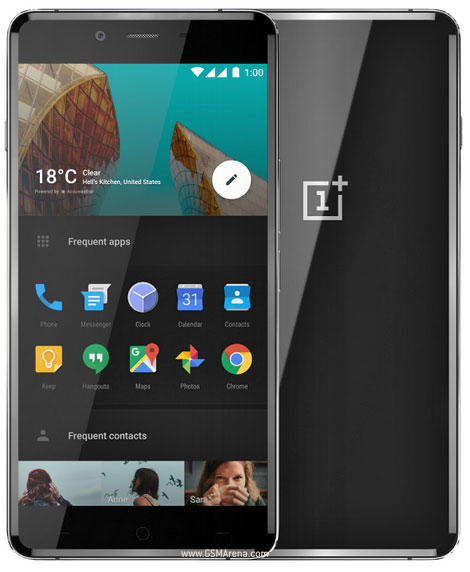 1:00
18°C Clear
Hell's Kitchen, United States
Powered by Accuweather
1+
Frequent apps
31
Phone Messenger Clock Calendar Contacts
G
Keep Hangouts Maps Photos Chrome
Frequent contacts
Anne Sara
www.GSMArena.com